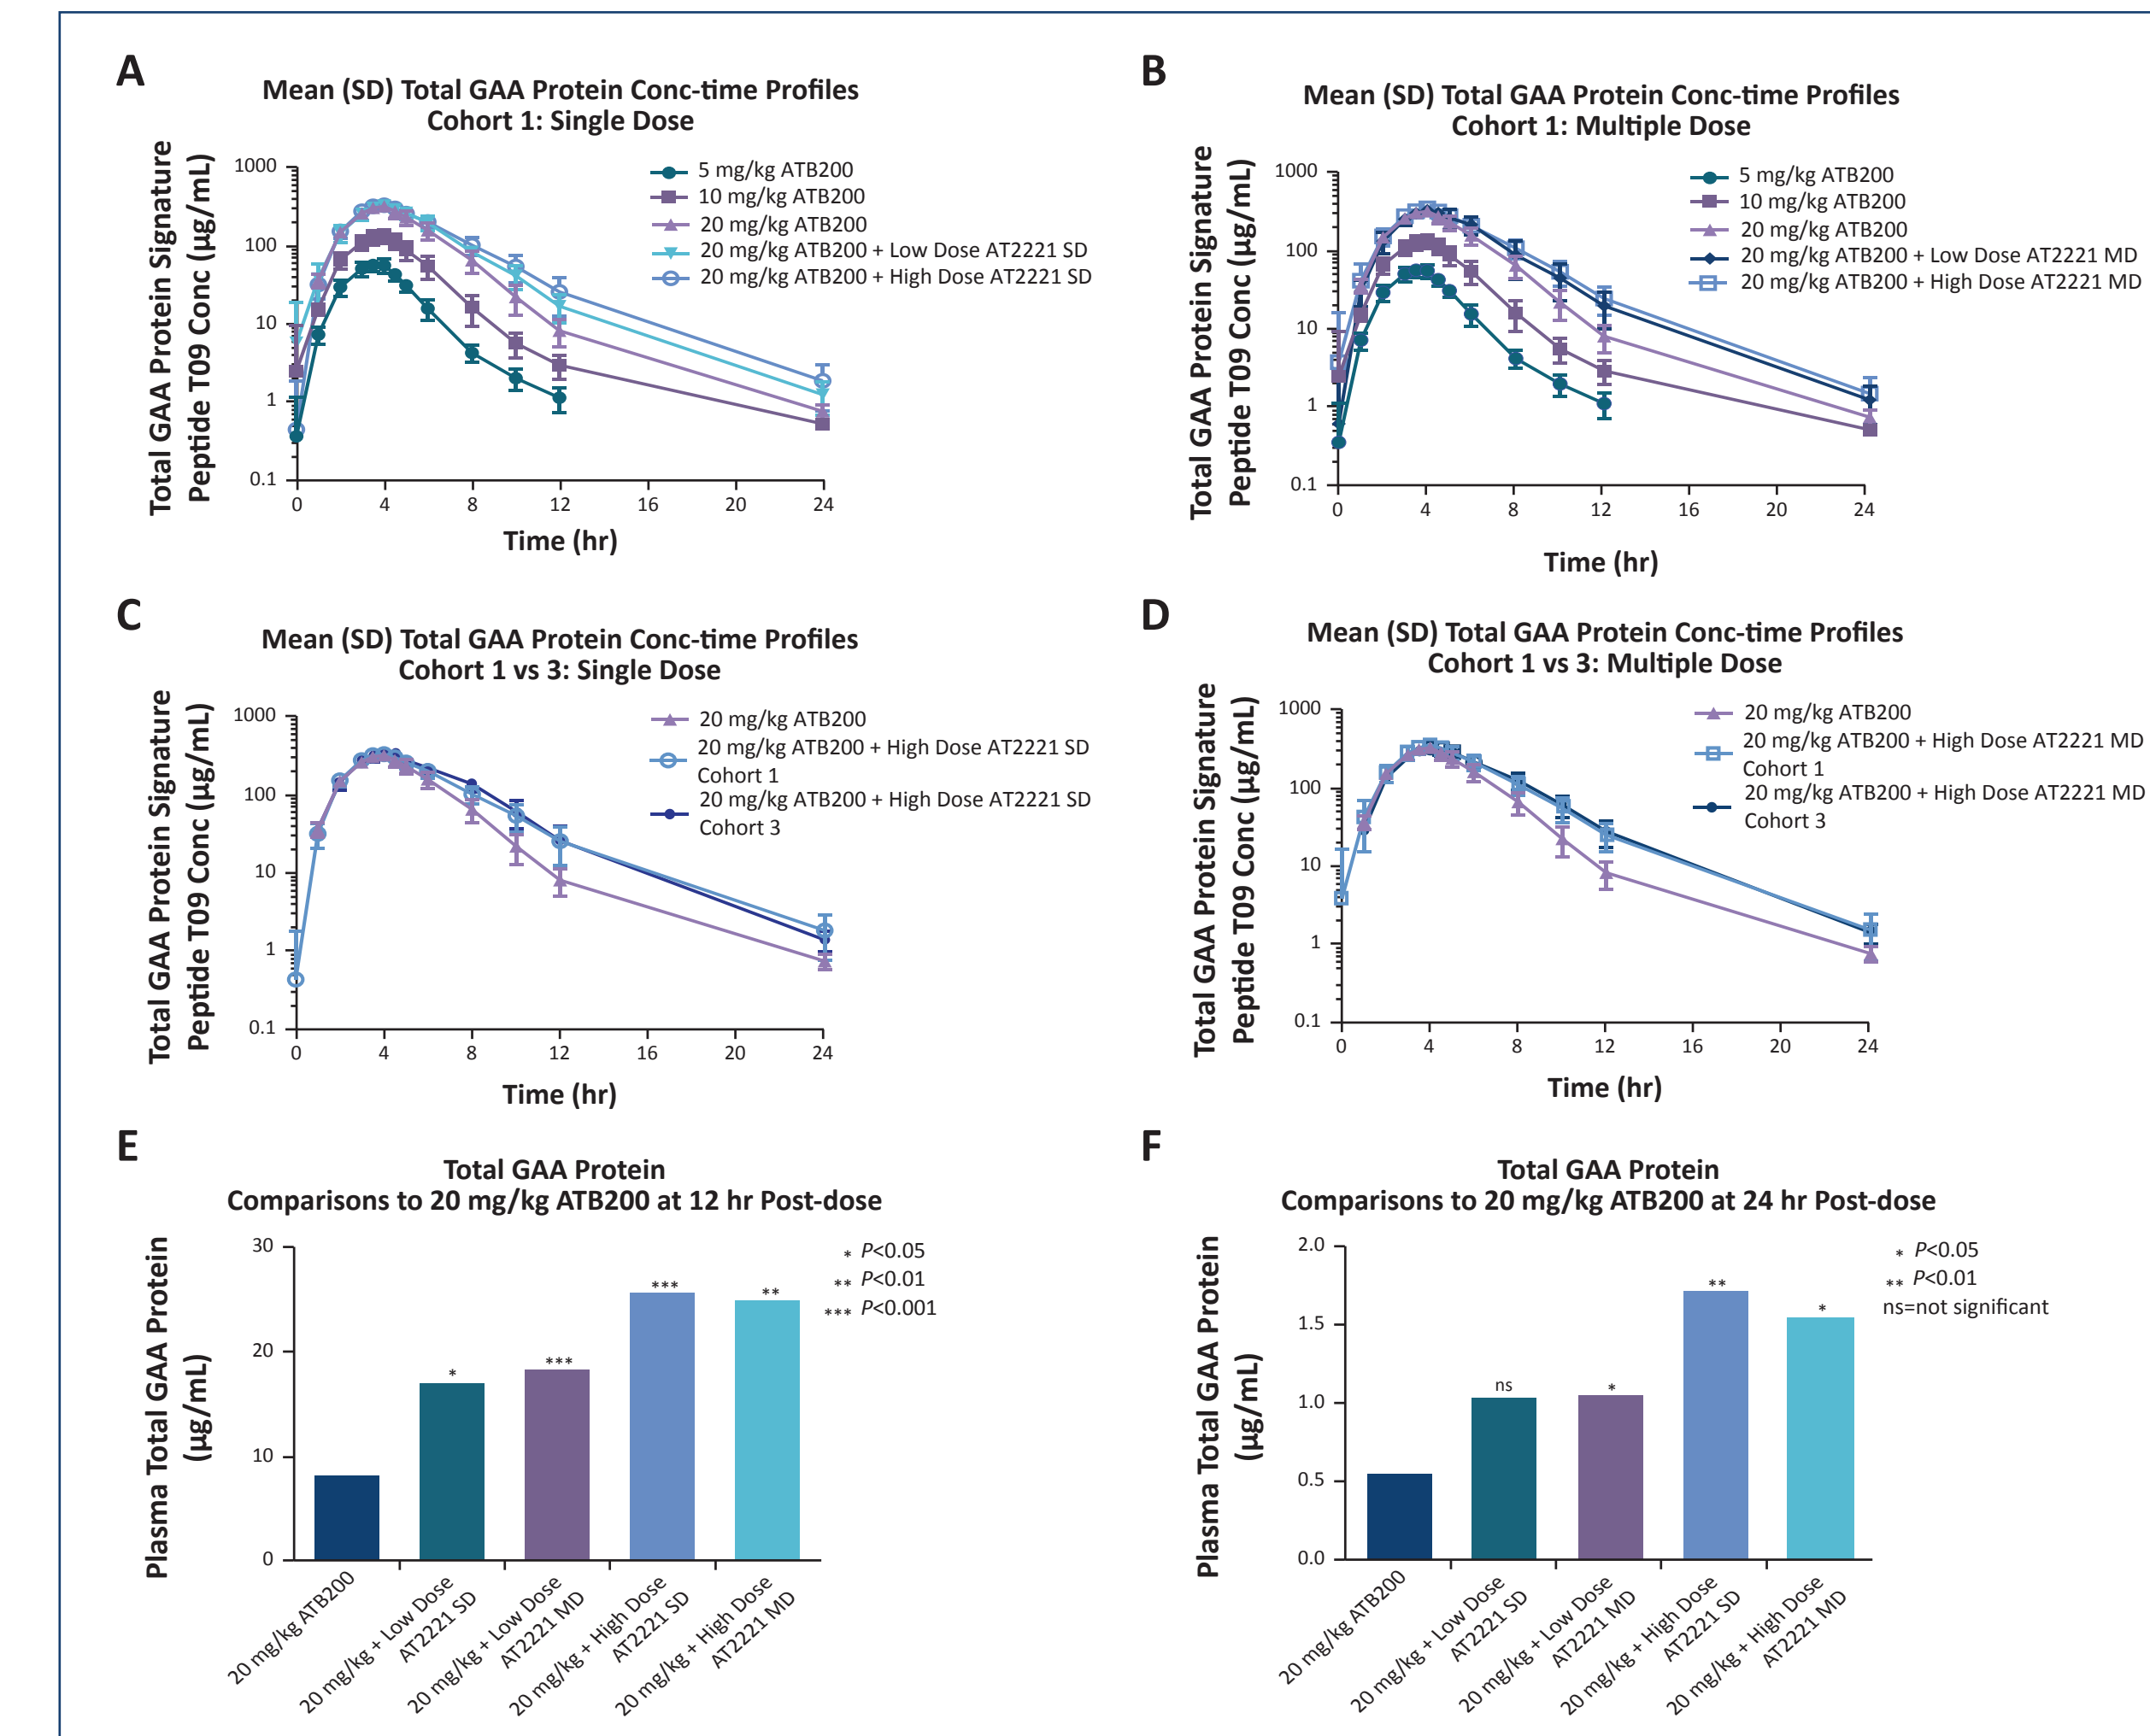 A
Mean (SD) Total GAA Protein Conc-time Profiles
Cohort 1: Single Dose
Total GAA Protein Signature
Peptide T09 Conc (µg/mL)
1000
100
10
1
0.1
0
4
8
12
16
20
24
Time (hr)
5 mg/kg ATB200
10 mg/kg ATB200
20 mg/kg ATB200
20 mg/kg ATB200 + Low Dose AT2221 SD
20 mg/kg ATB200 + High Dose AT2221 SD
B
Mean (SD) Total GAA Protein Conc-time Profiles
Cohort 1: Multiple Dose
Total GAA Protein Signature
Peptide T09 Conc (µg/mL)
1000
100
10
1
0.1
0
4
8
12
16
20
24
Time (hr)
5 mg/kg ATB200
10 mg/kg ATB200
20 mg/kg ATB200
20 mg/kg ATB200 + Low Dose AT2221 MD
20 mg/kg ATB200 + High Dose AT2221 MD
C
Mean (SD) Total GAA Protein Conc-time Profiles
Cohort 1 vs 3: Single Dose
Total GAA Protein Signature
Peptide T09 Conc (µg/mL)
1000
100
10
1
0.1
0
4
8
12
16
20
24
Time (hr)
20 mg/kg ATB200
20 mg/kg ATB200 + High Dose AT2221 SD
Cohort 1
20 mg/kg ATB200 + High Dose AT2221 SD
Cohort 3
D
Mean (SD) Total GAA Protein Conc-time Profiles
Cohort 1 vs 3: Multiple Dose
Total GAA Protein Signature
Peptide T09 Conc (µg/mL)
1000
100
10
1
0.1
0
4
8
12
16
20
24
Time (hr)
20 mg/kg ATB200
20 mg/kg ATB200 + High Dose AT2221 MD
Cohort 1
20 mg/kg ATB200 + High Dose AT2221 MD
Cohort 3
E
Total GAA Protein
Comparisons to 20 mg/kg ATB200 at 12 hr Post-dose
Plasma Total GAA Protein
(µg/mL)
30
20
10
0
*
***
***
**
* P<0.05
** P<0.01
*** P<0.001
20 mg/kg ATB200
20 mg/kg + Low Dose
AT2221 SD
20 mg/kg + Low Dose
AT2221 MD
20 mg/kg + High Dose
AT2221 SD
20 mg/kg + High Dose
AT2221 MD
F
Total GAA Protein
Comparisons to 20 mg/kg ATB200 at 24 hr Post-dose
Plasma Total GAA Protein
(µg/mL)
2.0
1.5
1.0
0.5
0.0
ns
*
**
*
* P<0.05
** P<0.01
ns=not significant
20 mg/kg ATB200
20 mg/kg + Low Dose
AT2221 SD
20 mg/kg + Low Dose
AT2221 MD
20 mg/kg + High Dose
AT2221 SD
20 mg/kg + High Dose
AT2221 MD